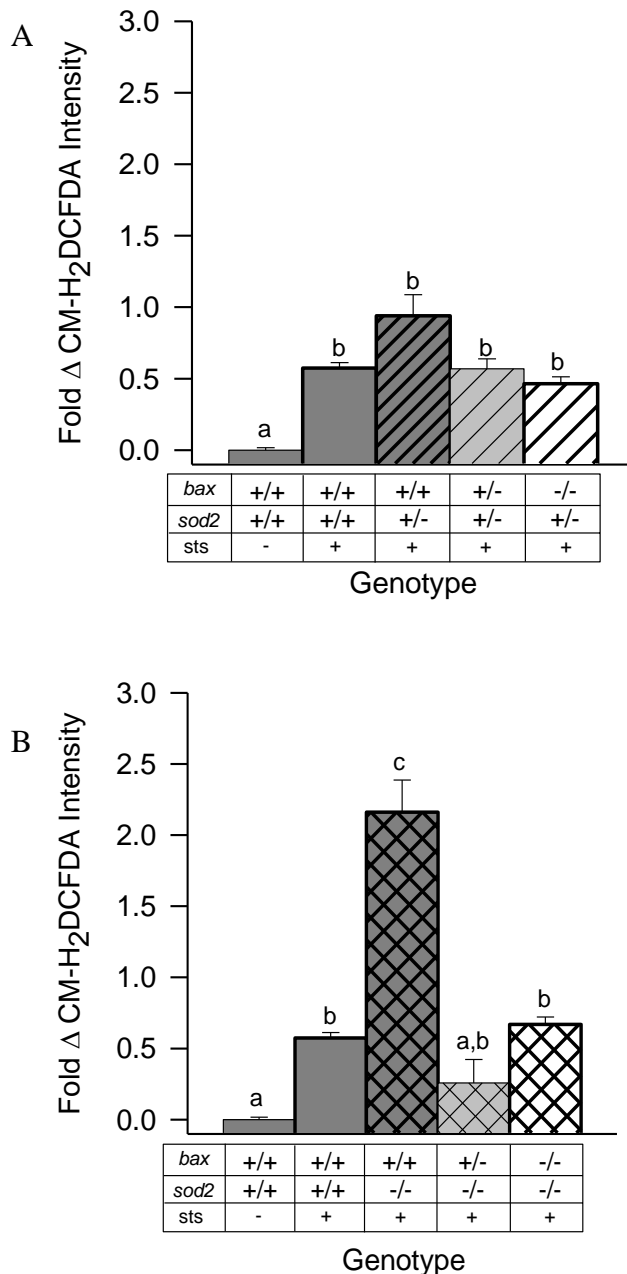 A
Fold Δ CM-H2DCFDA Intensity
3.0
2.5
2.0
1.5
1.0
0.5
0.0
a
b
b
b
b
bax +/+ +/+ +/+ +/- -/-
sod2 +/+ +/+ +/- +/- +/-
sts - + + + +
Genotype
B
Fold Δ CM-H2DCFDA Intensity
3.0
2.5
2.0
1.5
1.0
0.5
0.0
a
b
c
a,b
b
bax +/+ +/+ +/+ +/- -/-
sod2 +/+ +/+ -/- -/- -/-
sts - + + + +
Genotype